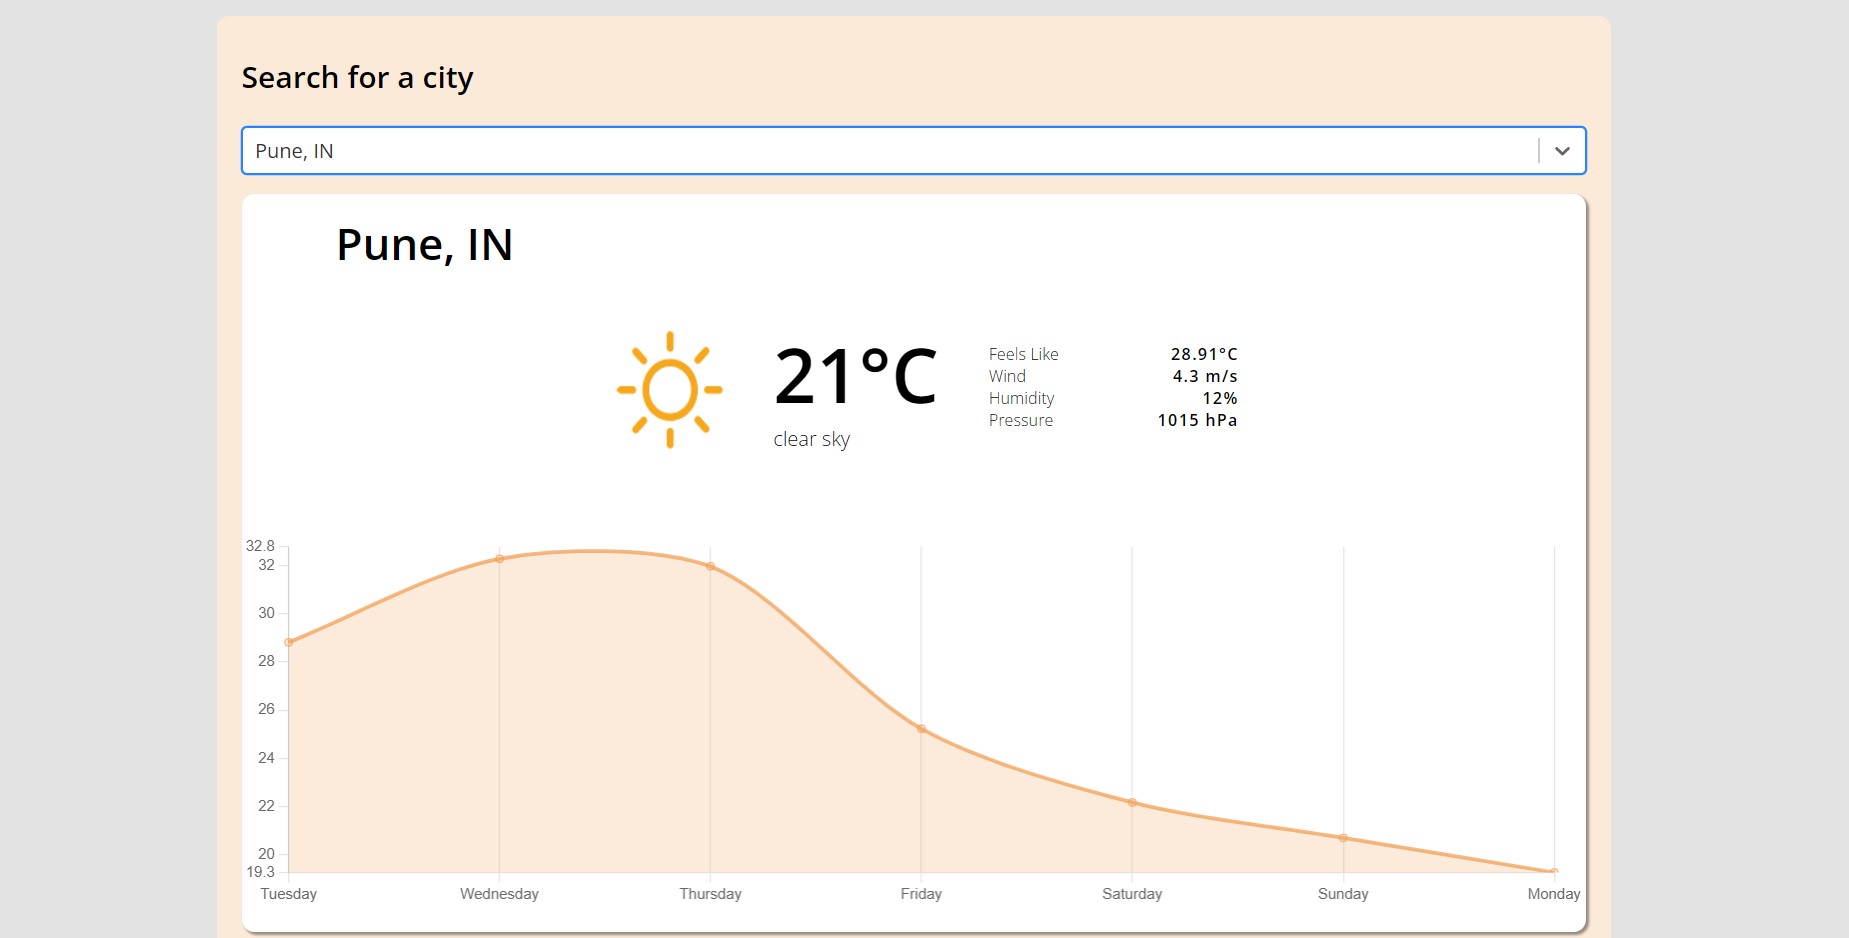 Search for a city
Pune, IN
Pune, IN
21°C
clear sky
Feels Like 28.91°C
Wind 4.3 m/s
Humidity 12%
Pressure 1015 hPa
32.8
32
30
28
26
24
22
20
19.3
Tuesday Wednesday Thursday Friday Saturday Sunday Monday